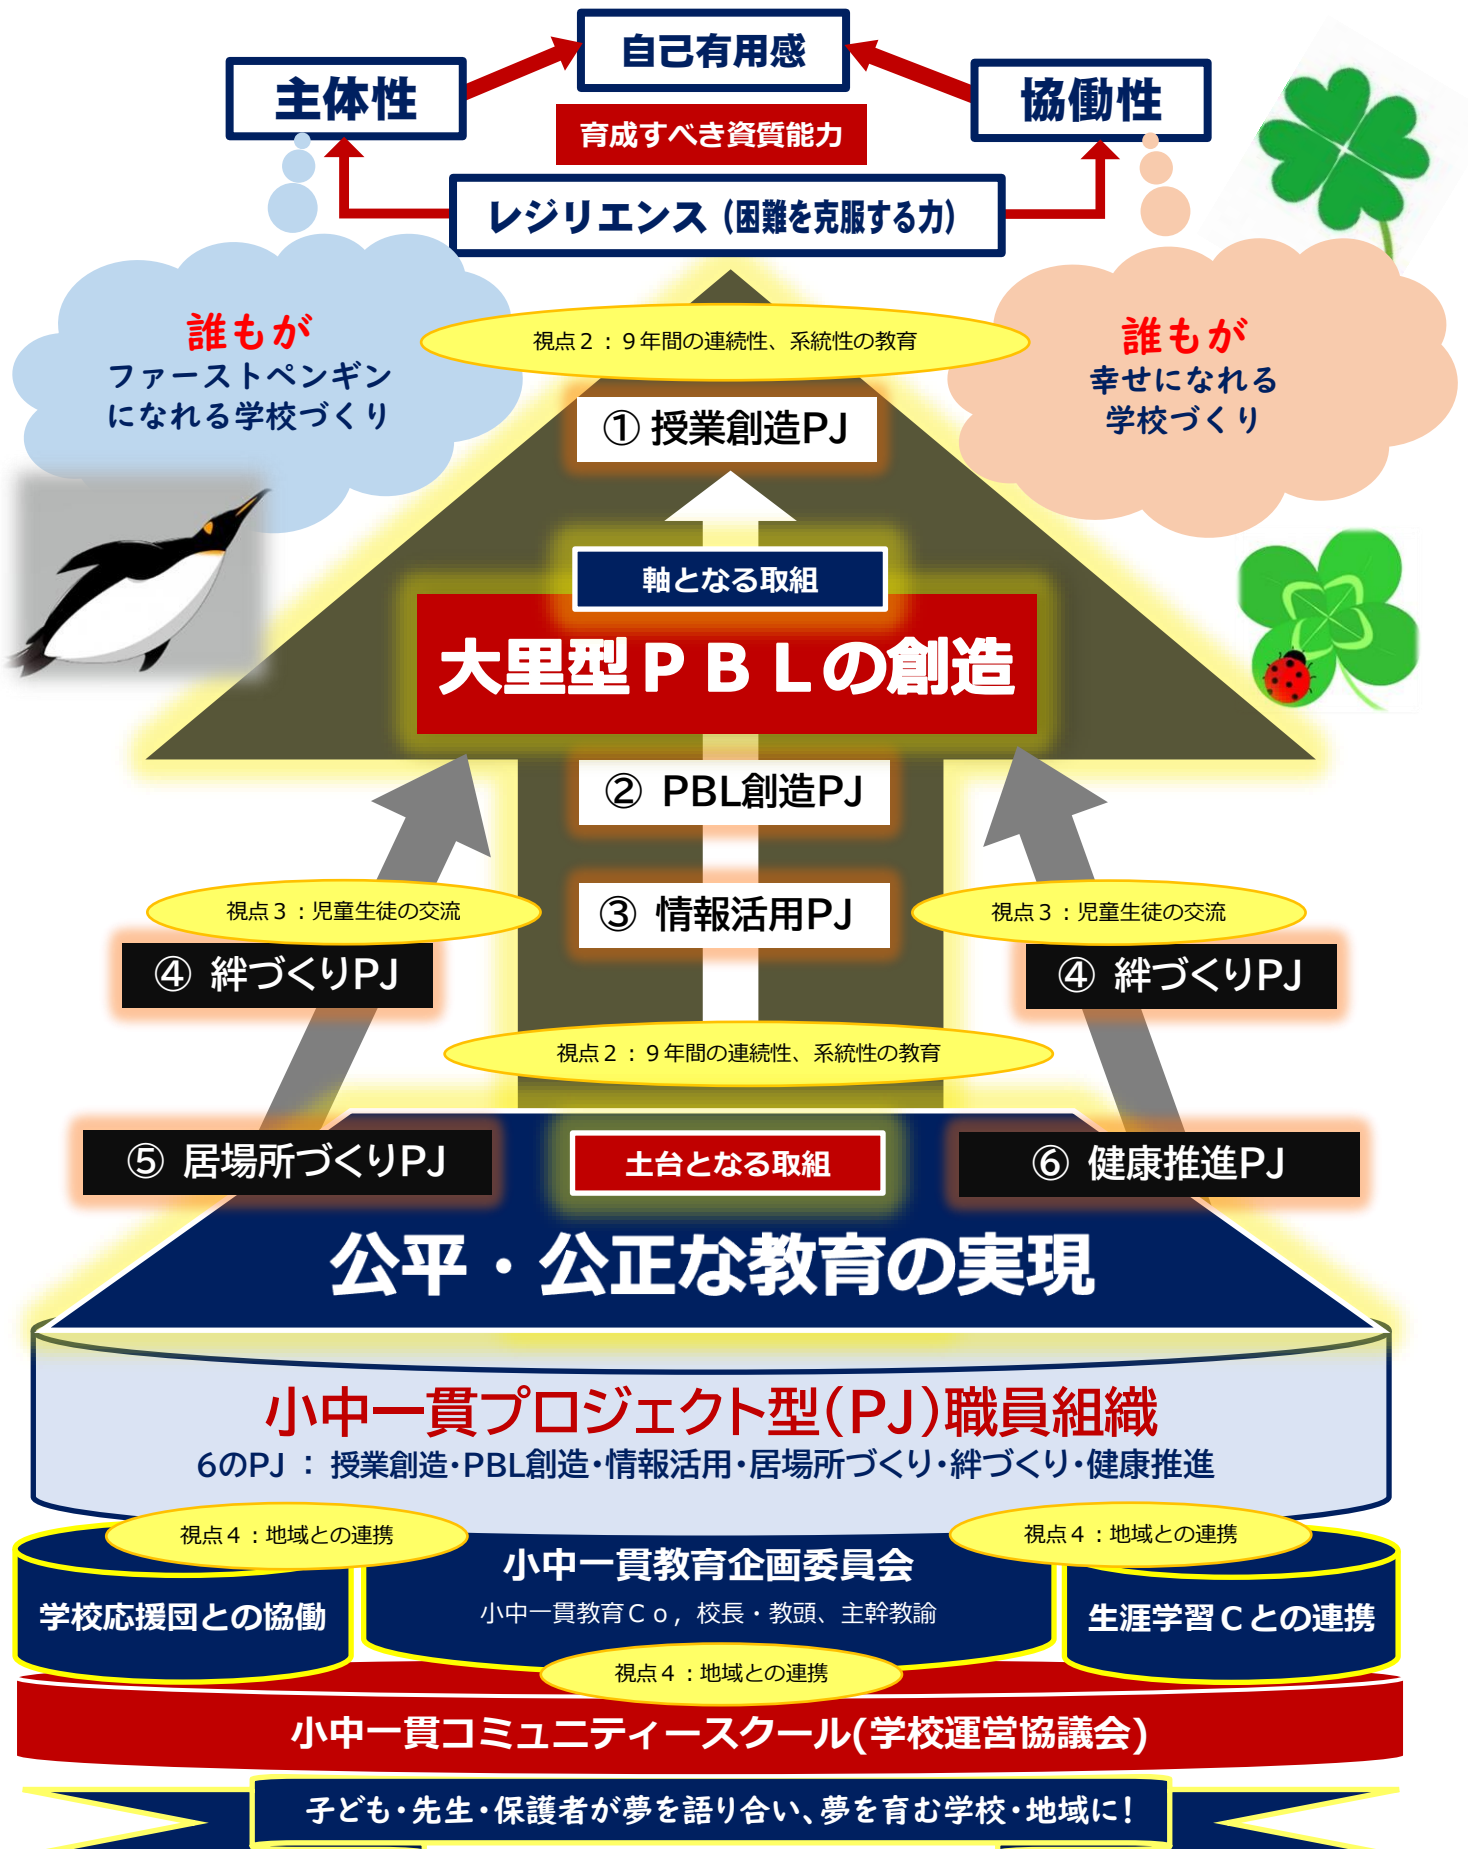 自己有用感
主体性
協働性
育成すべき資質能力
レジリエンス（困難を克服する力）
誰もが
ファーストペンギン
になれる学校づくり
視点２：９年間の連続性、系統性の教育
誰もが
幸せになれる
学校づくり
① 授業創造PJ
軸となる取組
大里型ＰＢＬの創造
② PBL創造PJ
③ 情報活用PJ
視点３：児童生徒の交流
視点３：児童生徒の交流
④ 絆づくりPJ
④ 絆づくりPJ
視点２：９年間の連続性、系統性の教育
⑤ 居場所づくりPJ
土台となる取組
⑥ 健康推進PJ
公平・公正な教育の実現
小中一貫プロジェクト型(PJ)職員組織
6のPJ ： 授業創造・PBL創造・情報活用・居場所づくり・絆づくり・健康推進
視点４：地域との連携
視点４：地域との連携
小中一貫教育企画委員会
小中一貫教育Ｃｏ，校長・教頭、主幹教諭
学校応援団との協働
生涯学習Ｃとの連携
視点４：地域との連携
小中一貫コミュニティースクール(学校運営協議会)
子ども・先生・保護者が夢を語り合い、夢を育む学校・地域に！